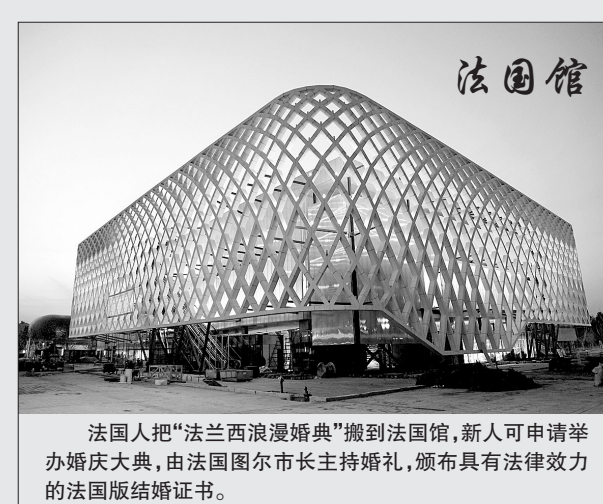 法国馆
法国人把“法兰西浪漫婚典”搬到法国馆,新人可申请举
办婚庆大典,由法国图尔市长主持婚礼,颁布具有法律效力
的法国版结婚证书。